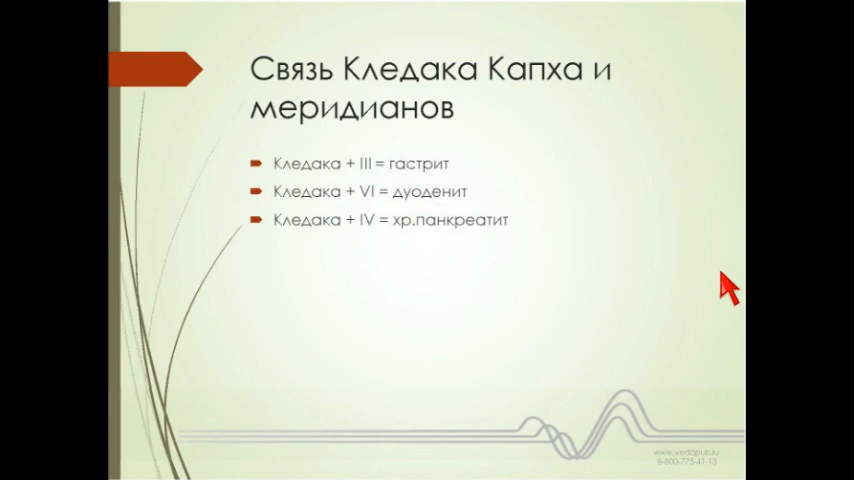 Связь Кледака Капха и
меридианов
Кледака + III = гастрит
Кледака + VI = дуоденит
Кледака + IV = хр.панкреатит
www.vedapuls.ru
8-800-775-41-13